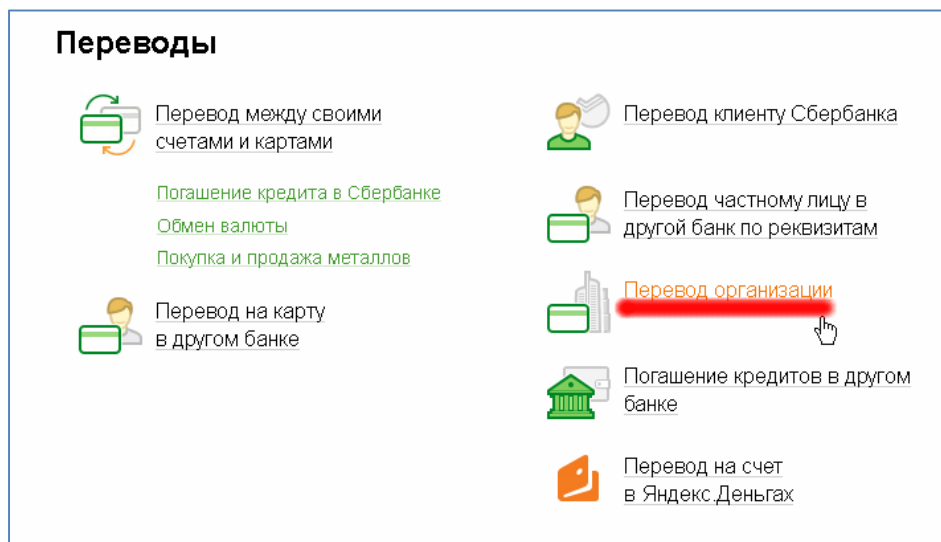 Переводы
Перевод между своими
счетами и картами
Погашение кредита в Сбербанке
Обмен валюты
Покупка и продажа металлов
Перевод на карту
в другом банке
Перевод клиенту Сбербанка
Перевод частному лицу в
другой банк по реквизитам
Перевод организации
Погашение кредитов в другом
банке
Перевод на счет
в Яндекс.Деньгах